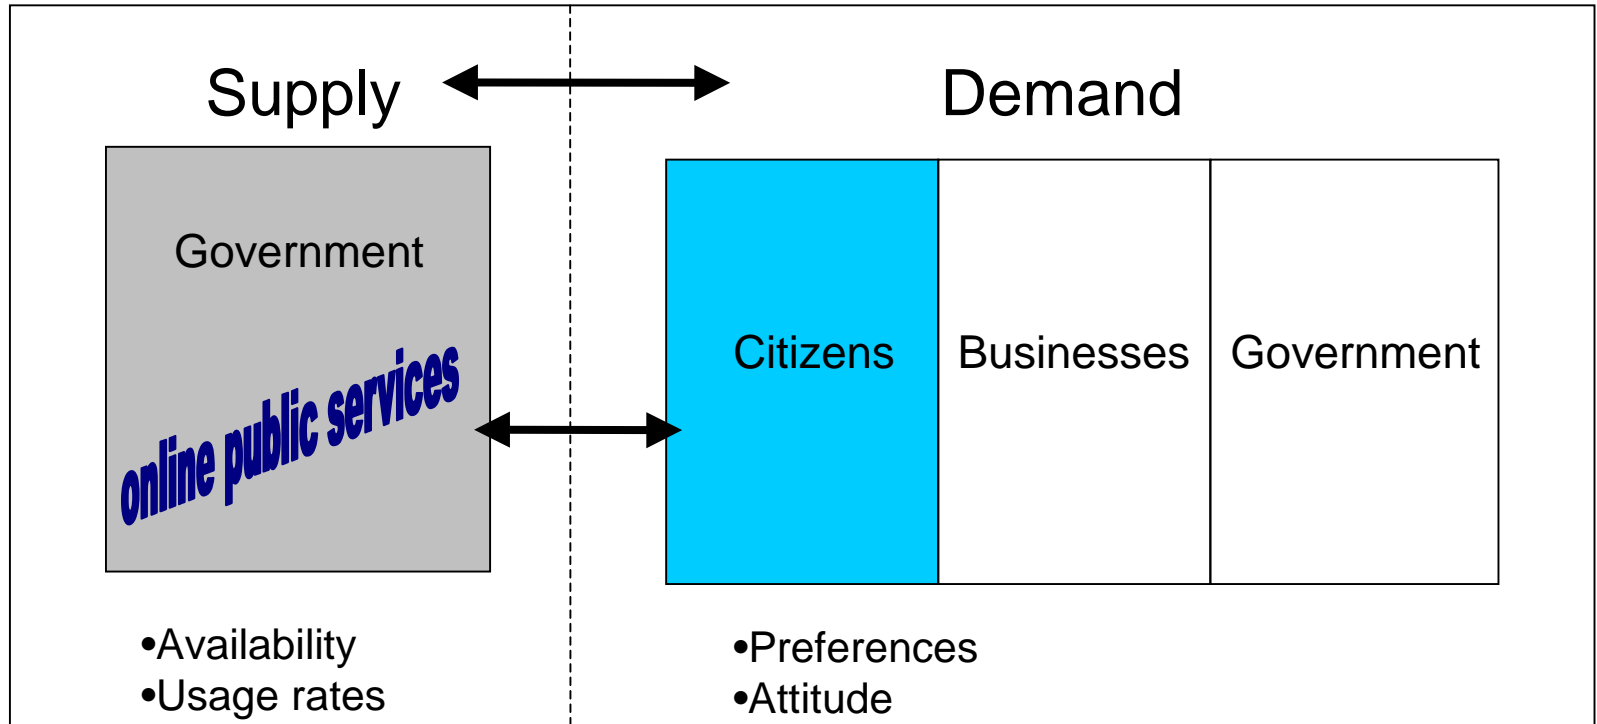 Supply
Demand
Government
online public services
Citizens
Businesses
Government
•Availability
•Usage rates
•Preferences
•Attitude